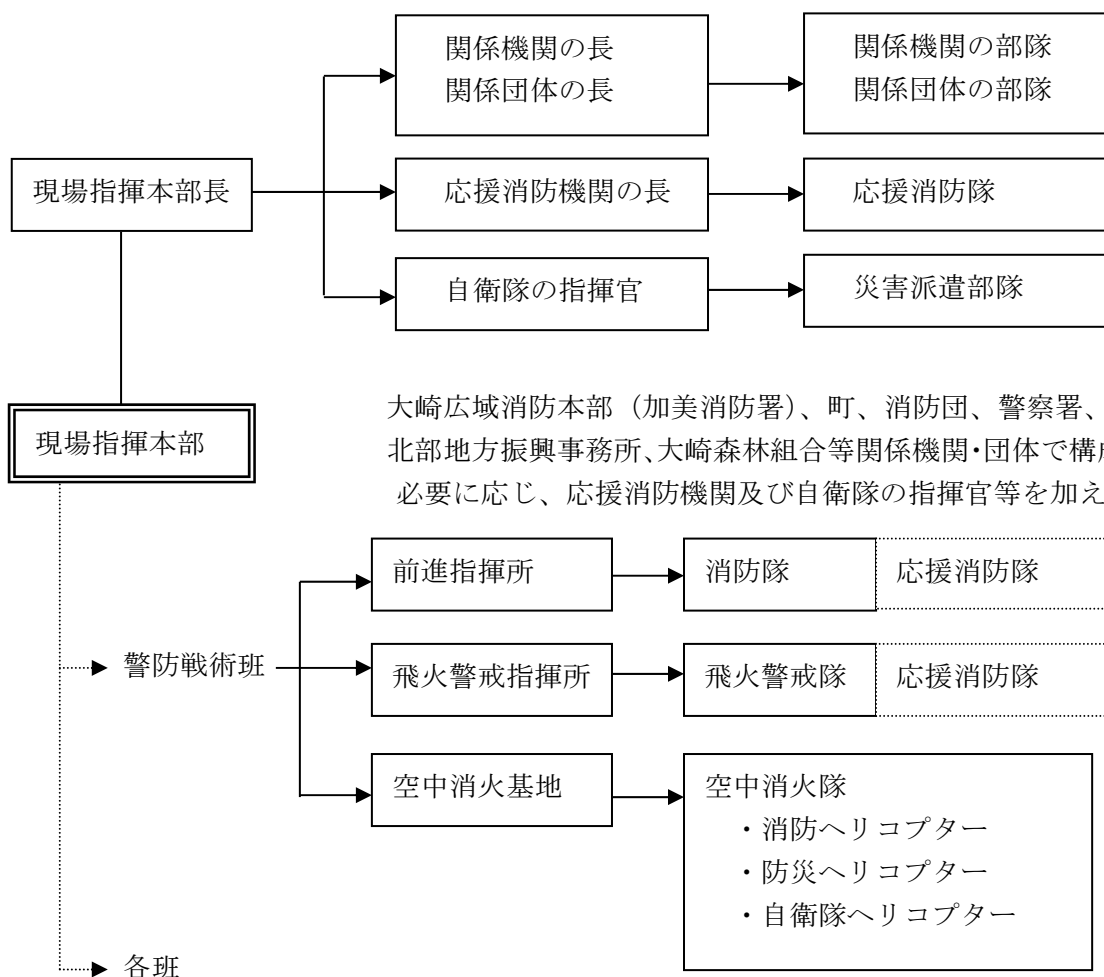 関係機関の長
関係団体の長
関係機関の部隊
関係団体の部隊
現場指揮本部長
応援消防機関の長
応援消防隊
自衛隊の指揮官
災害派遣部隊
現場指揮本部
大崎広域消防本部（加美消防署）、町、消防団、警察署、
北部地方振興事務所、大崎森林組合等関係機関・団体で構成
必要に応じ、応援消防機関及び自衛隊の指揮官等を加え
前進指揮所
消防隊
応援消防隊
警防戦術班
飛火警戒指揮所
飛火警戒隊
応援消防隊
空中消火基地
空中消火隊
・消防ヘリコプター
・防災ヘリコプター
・自衛隊ヘリコプター
各班